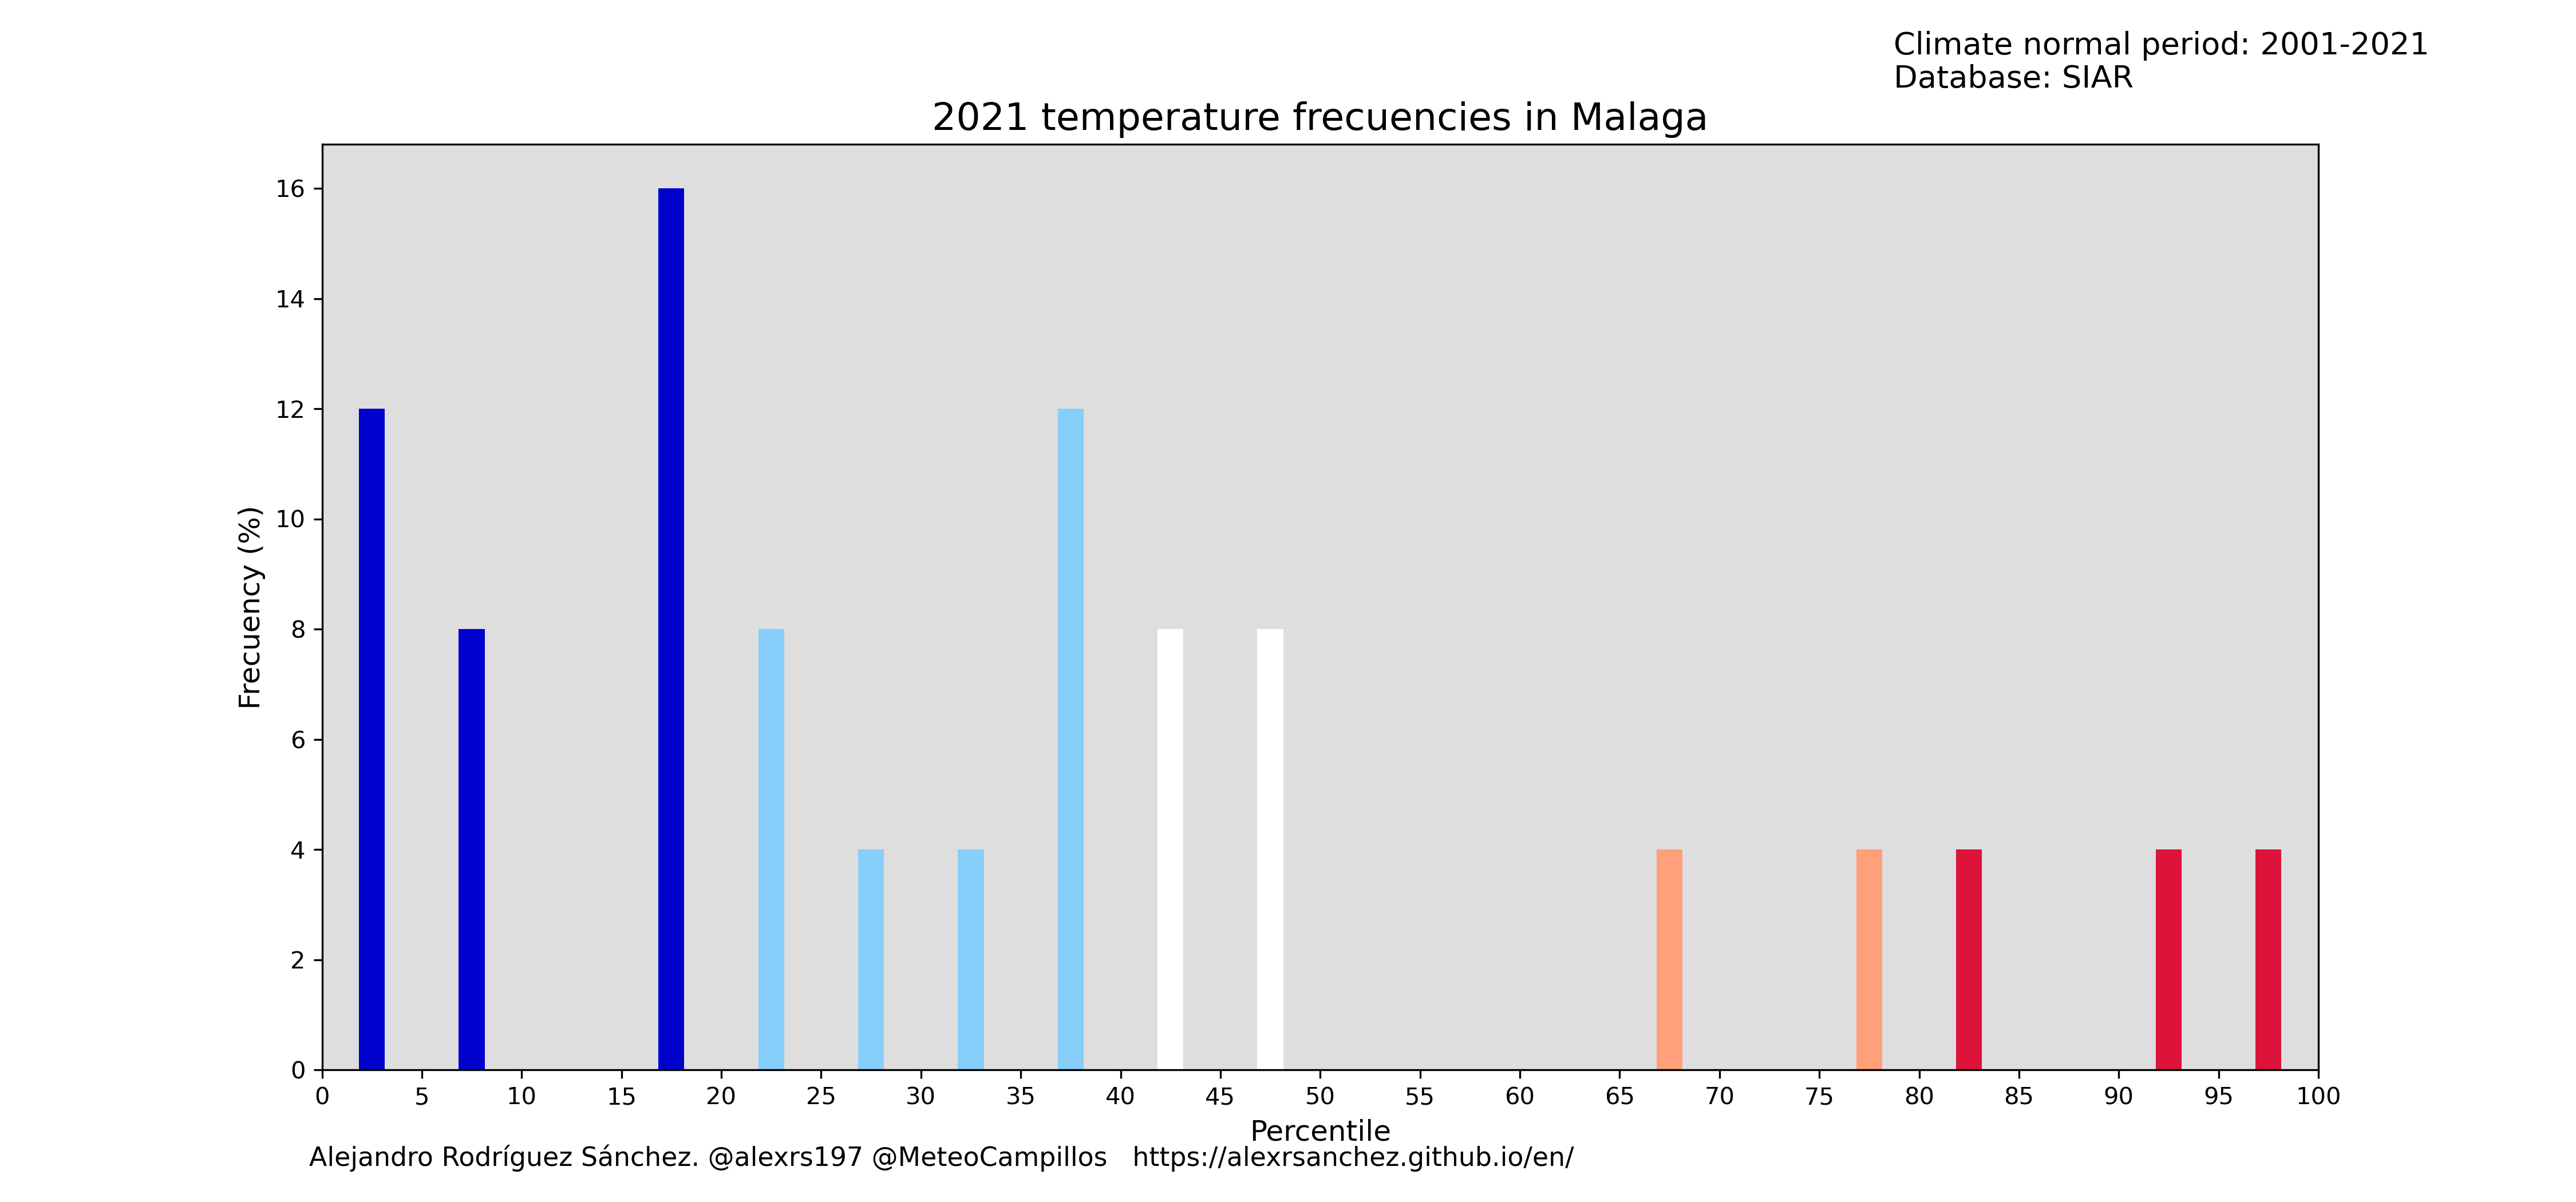 Climate normal period: 2001-2021
Database: SIAR
2021 temperature frecuencies in Malaga
Frecuency (%)
16
14
12
10
8
6
4
2
0
0 5 10 15 20 25 30 35 40 45 50 55 60 65 70 75 80 85 90 95 100
Percentile
Alejandro Rodríguez Sánchez. @alexrs197 @MeteoCampillos https://alexrsanchez.github.io/en/